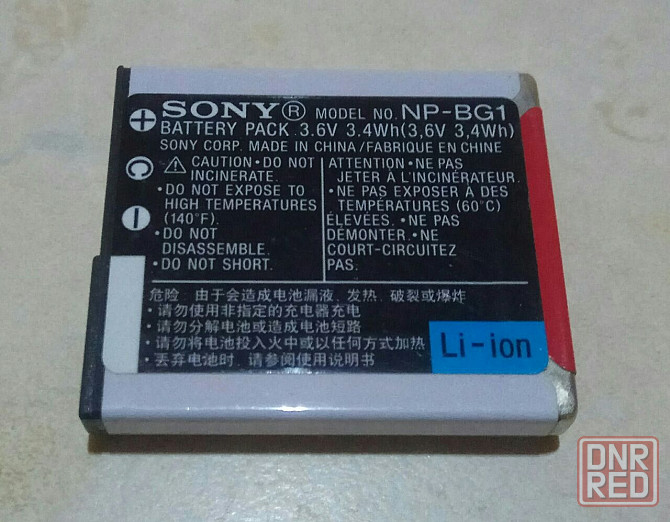 SONY® MODEL NO. NP-BG1
BATTERY PACK 3.6V 3.4Wh(3,6V 3,4Wh)
SONY CORP. MADE IN CHINA/FABRIQUE EN CHINE
+
C
−
⚠ CAUTION•DO NOT
INCINERATE.
•DO NOT EXPOSE TO
HIGH TEMPERATURES
(140°F).
•DO NOT
DISASSEMBLE.
•DO NOT SHORT.
ATTENTION•NE PAS
JETER À L'INCINÉRATEUR.
•NE PAS EXPOSER À DES
TEMPÉRATURES (60°C)
ÉLEVÉES.•NE PAS
DÉMONTER.•NE
COURT-CIRCUITEZ
PAS.
危险：由于会造成电池漏液、发热、破裂或爆炸
•请勿使用非指定的充电器充电
•请勿分解电池或造成电池短路
•请勿将电池投入火中或以任何方式加热
•丢弃电池时，请参阅使用说明书
Li-ion
DNR
RED